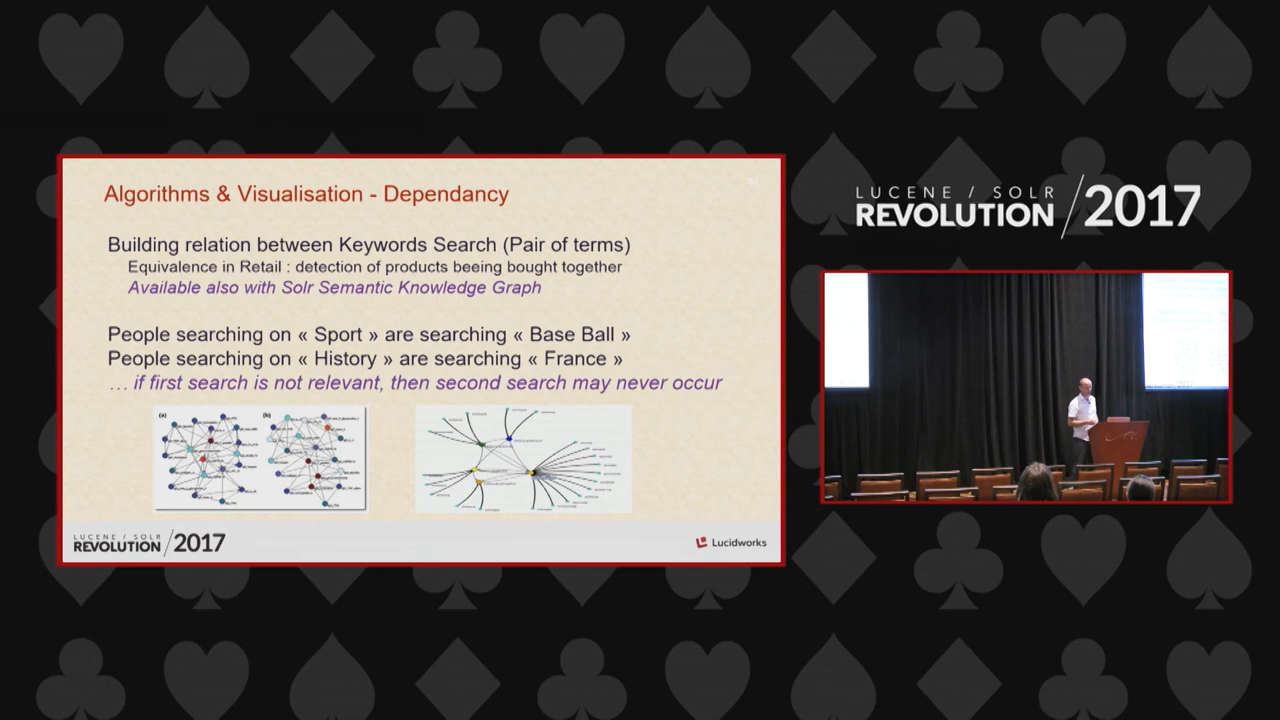 Algorithms & Visualisation - Dependancy
Building relation between Keywords Search (Pair of terms)
Equivalence in Retail : detection of products beeing bought together
Available also with Solr Semantic Knowledge Graph
People searching on « Sport » are searching « Base Ball »
People searching on « History » are searching « France »
… if first search is not relevant, then second search may never occur
(a)
(b)
LUCENE / SOLR
REVOLUTION /2017
Lucidworks
LUCENE / SOLR
REVOLUTION /2017